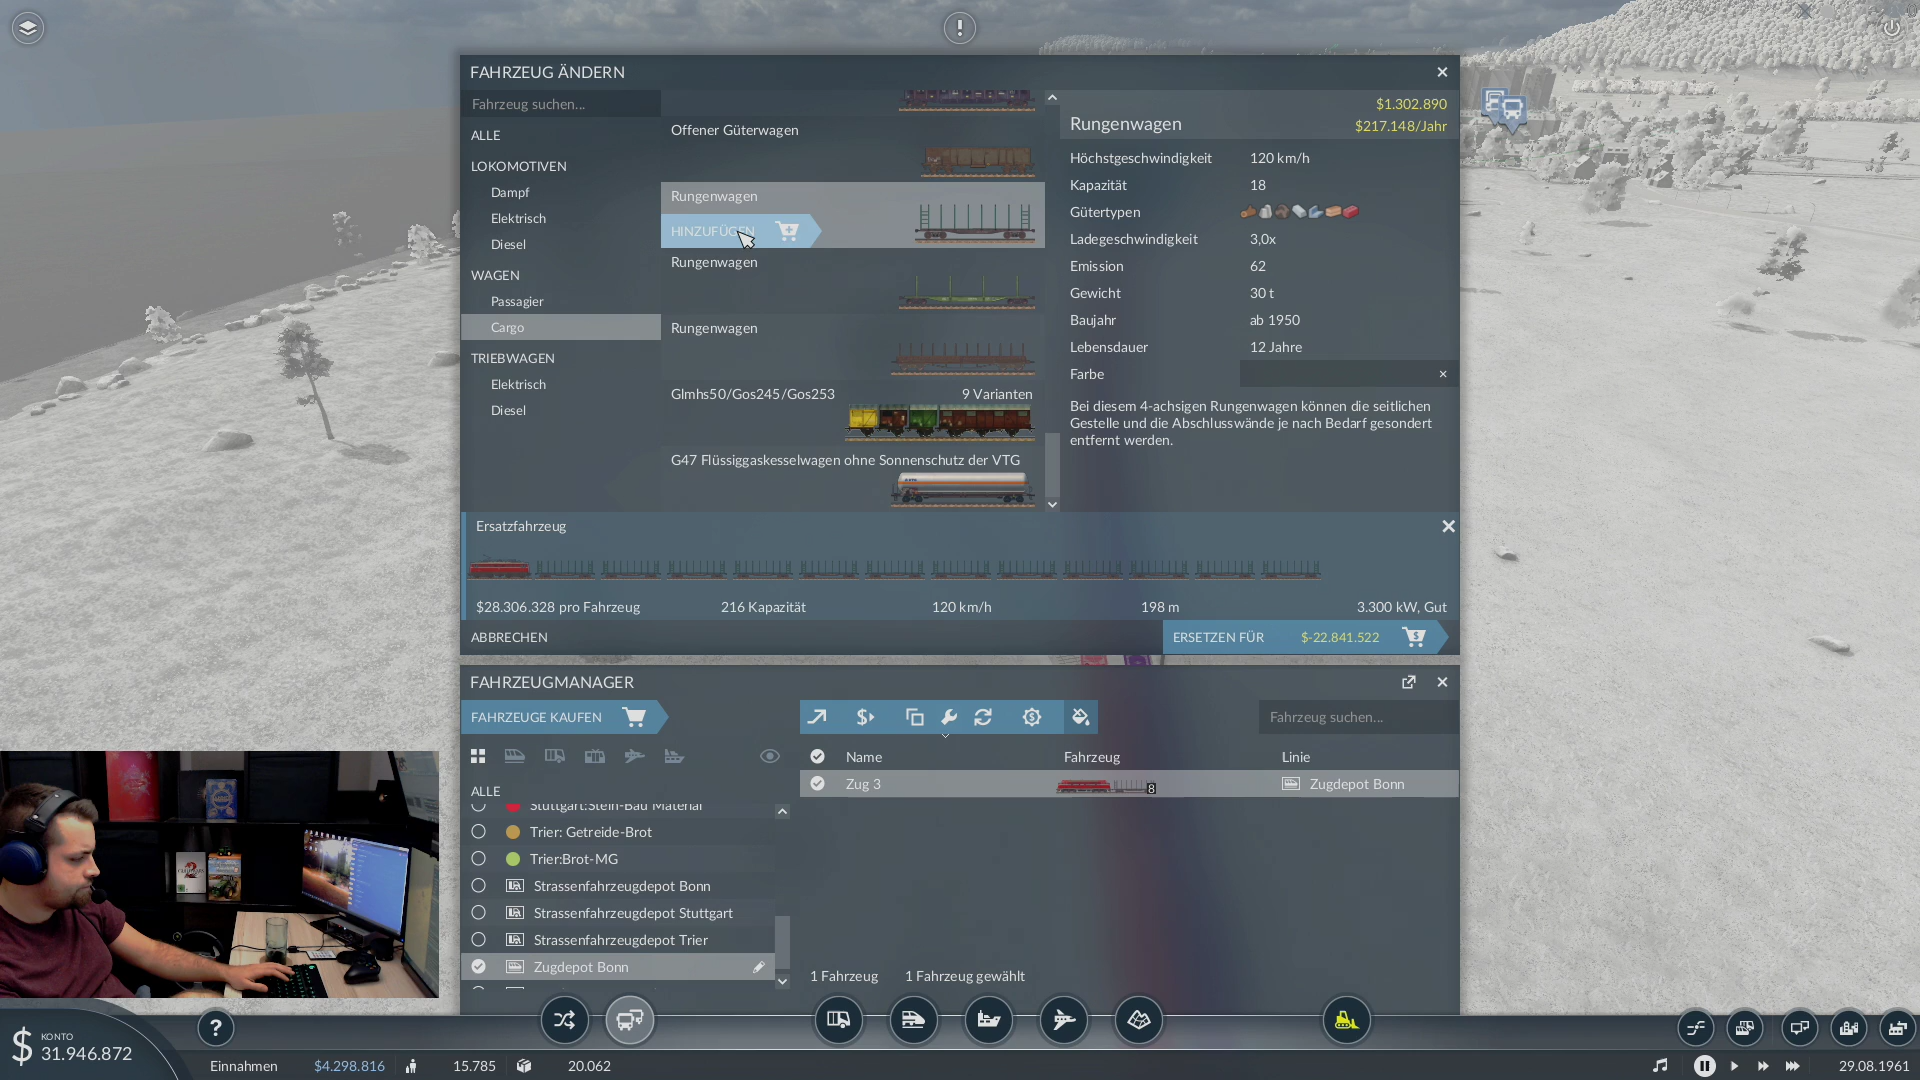 FAHRZEUG ÄNDERN
Fahrzeug suchen...
ALLE
LOKOMOTIVEN
Dampf
Elektrisch
Diesel
WAGEN
Passagier
Cargo
TRIEBWAGEN
Elektrisch
Diesel
Offener Güterwagen
Rungenwagen
HINZUFÜGEN
Rungenwagen
Rungenwagen
Glmhs50/Gos245/Gos253 9 Varianten
G47 Flüssiggaskesselwagen ohne Sonnenschutz der VTG
$1.302.890
Rungenwagen $217.148/Jahr
Höchstgeschwindigkeit 120 km/h
Kapazität 18
Gütertypen
Ladegeschwindigkeit 3,0x
Emission 62
Gewicht 30 t
Baujahr ab 1950
Lebensdauer 12 Jahre
Farbe
Bei diesem 4-achsigen Rungenwagen können die seitlichen
Gestelle und die Abschlusswände je nach Bedarf gesondert
entfernt werden.
Ersatzfahrzeug
$28.306.328 pro Fahrzeug 216 Kapazität 120 km/h 198 m 3.300 kW, Gut
ABBRECHEN ERSETZEN FÜR $-22.841.522
FAHRZEUGMANAGER
FAHRZEUGE KAUFEN
Fahrzeug suchen...
ALLE
Stuttgart:Stein-Bau Material
Trier: Getreide-Brot
Trier:Brot-MG
Strassenfahrzeugdepot Bonn
Strassenfahrzeugdepot Stuttgart
Strassenfahrzeugdepot Trier
Zugdepot Bonn
Name Fahrzeug Linie
Zug 3 8 Zugdepot Bonn
1 Fahrzeug 1 Fahrzeug gewählt
KONTO
31.946.872
Einnahmen $4.298.816 15.785 20.062 29.08.1961